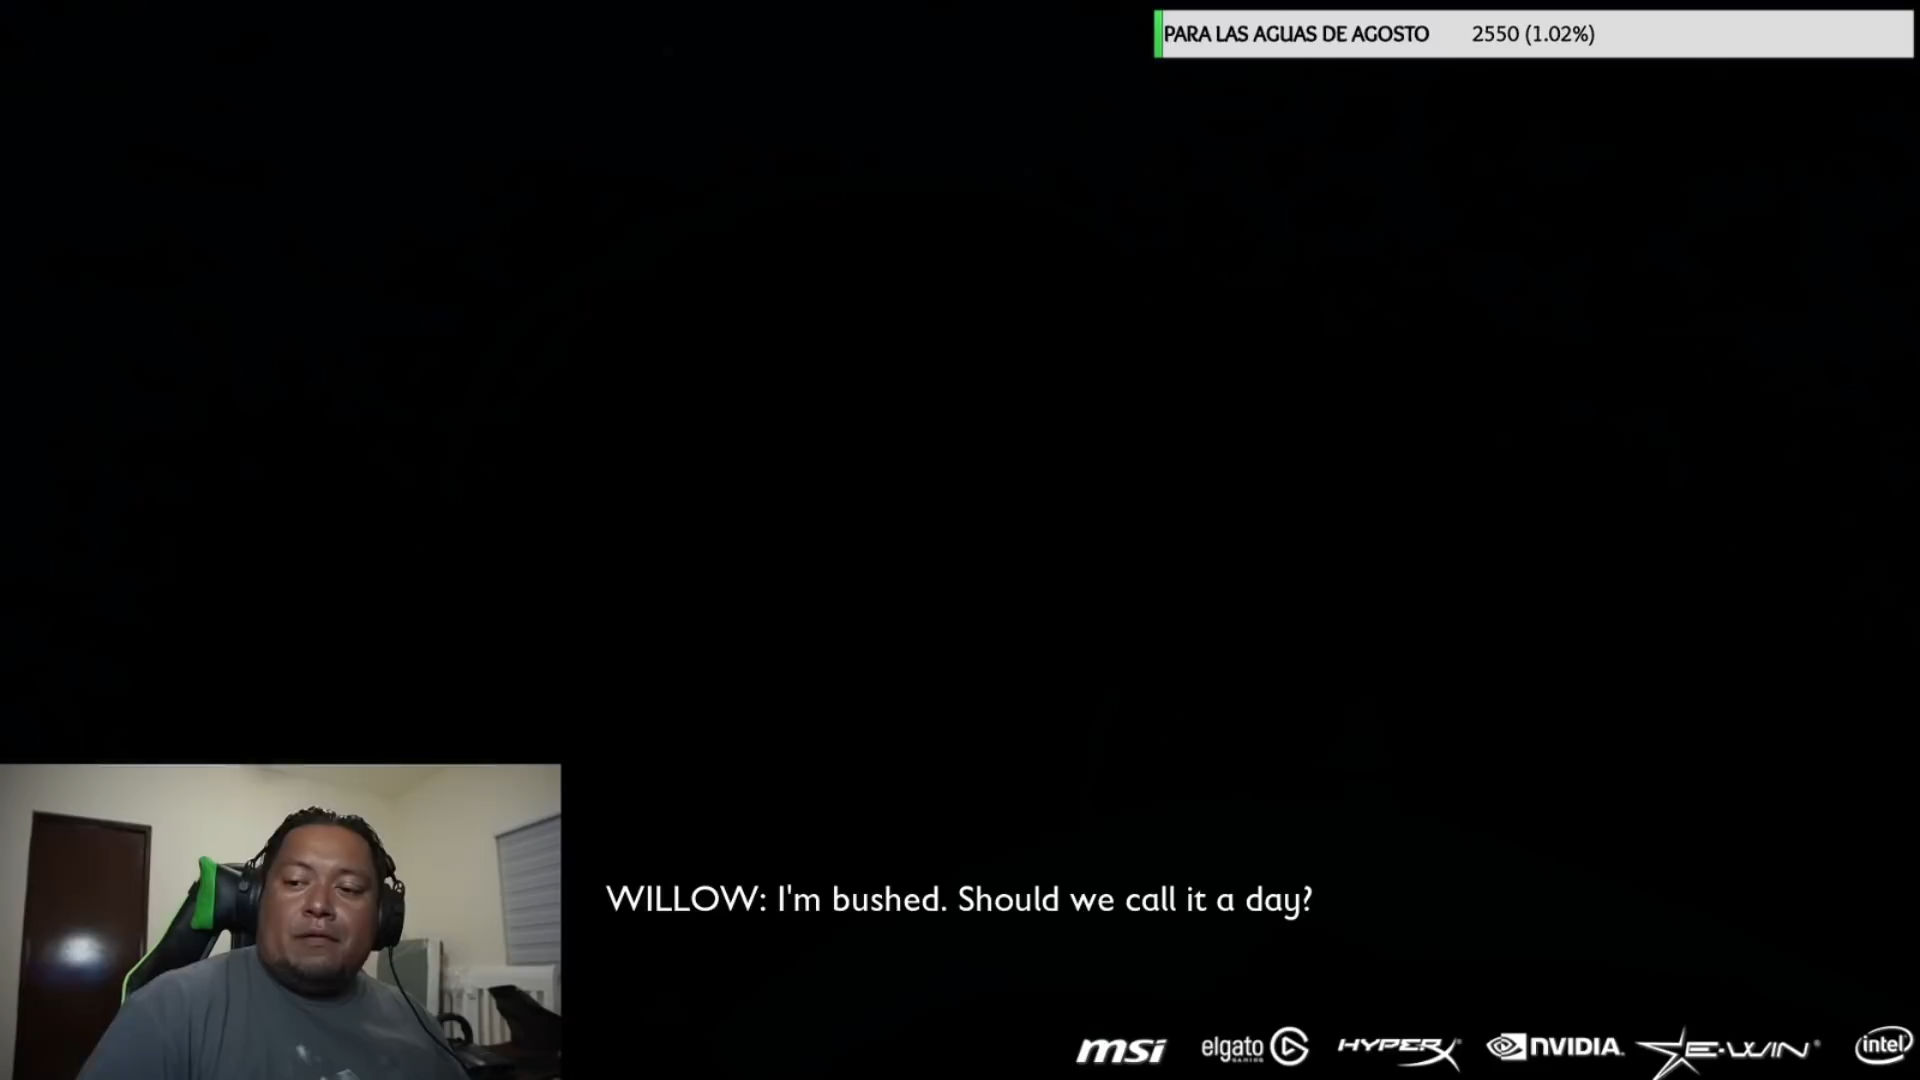 PARA LAS AGUAS DE AGOSTO 2550 (1.02%)
WILLOW: I'm bushed. Should we call it a day?
msi elgato GAMING HYPERX NVIDIA. E-WIN intel